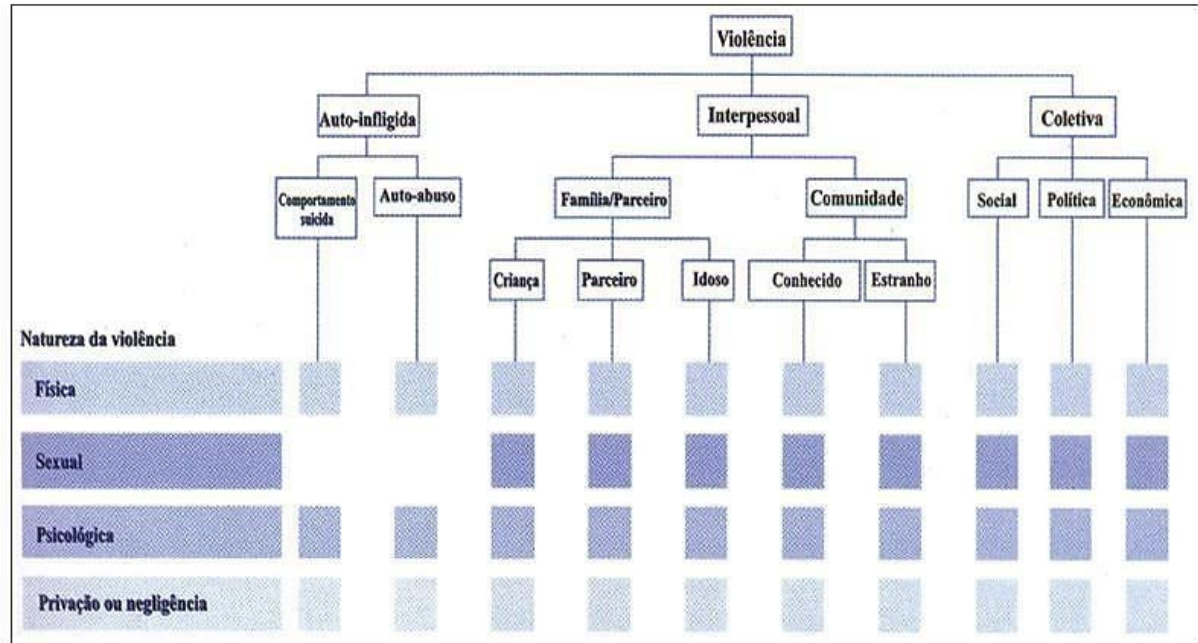 Violência
Auto-infligida
Interpessoal
Coletiva
Comportamento
suicida
Auto-abuso
Família/Parceiro
Comunidade
Social
Política
Econômica
Criança
Parceiro
Idoso
Conhecido
Estranho
Natureza da violência
Física
Sexual
Psicológica
Privação ou negligência